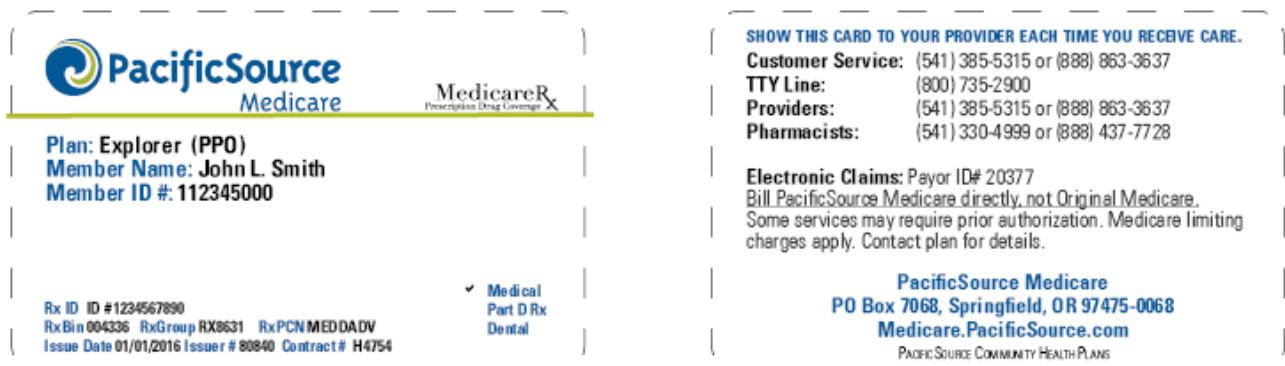 PacificSource
Medicare
MedicareRx
Prescription Drug Coverage
Plan: Explorer (PPO)
Member Name: John L. Smith
Member ID #: 112345000
Medical
Part D Rx
Dental
Rx ID ID #1234567890
RxBin 004336 RxGroup RX8631 RxPCN MEDDADV
Issue Date 01/01/2016 Issuer # 80840 Contract # H4754
SHOW THIS CARD TO YOUR PROVIDER EACH TIME YOU RECEIVE CARE.
Customer Service: (541) 385-5315 or (888) 863-3637
TTY Line: (800) 735-2900
Providers: (541) 385-5315 or (888) 863-3637
Pharmacists: (541) 330-4999 or (888) 437-7728
Electronic Claims: Payor ID# 20377
Bill PacificSource Medicare directly, not Original Medicare.
Some services may require prior authorization. Medicare limiting
charges apply. Contact plan for details.
PacificSource Medicare
PO Box 7068, Springfield, OR 97475-0068
Medicare.PacificSource.com
PACIFICSOURCE COMMUNITY HEALTH PLANS